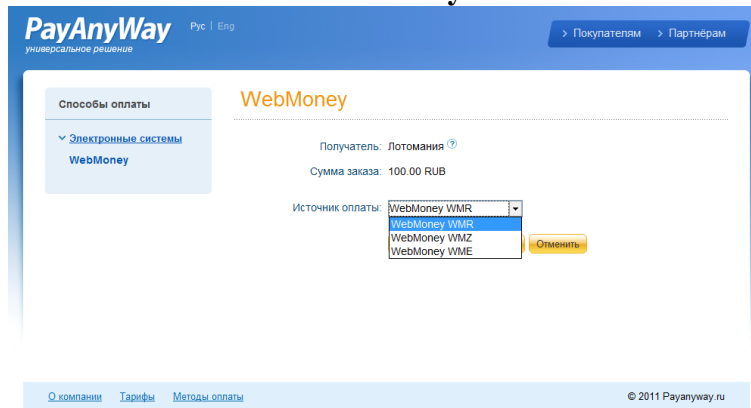 PayAnyWay
Рус | Eng
универсальное решение
> Покупателям > Партнёрам
Способы оплаты
Электронные системы
WebMoney
WebMoney
Получатель: Лотомания ?
Сумма заказа: 100.00 RUB
Источник оплаты: WebMoney WMR
WebMoney WMR
WebMoney WMZ
WebMoney WME
Отменить
О компании Тарифы Методы оплаты
© 2011 Payanyway.ru